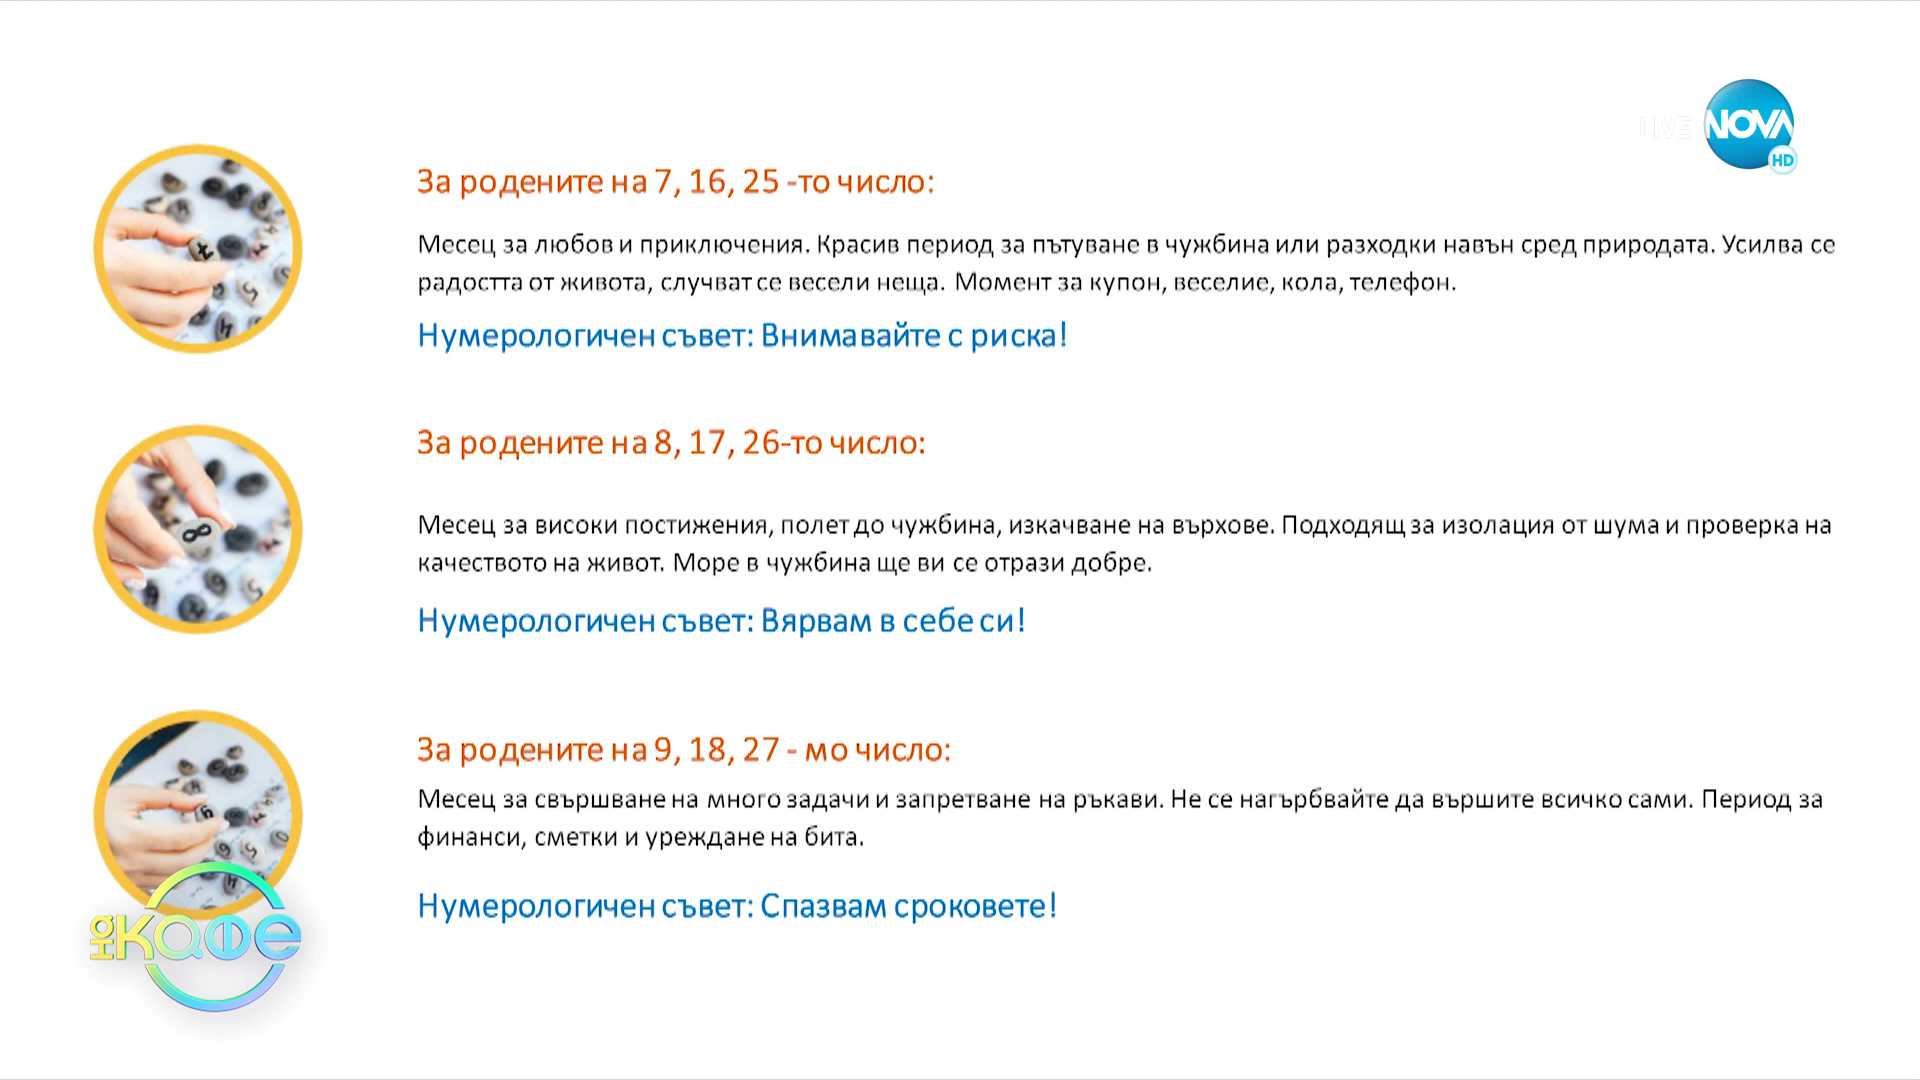 LIVE NOVA
HD
За родените на 7, 16, 25 -то число:
Месец за любов и приключения. Красив период за пътуване в чужбина или разходки навън сред природата. Усилва се
радостта от живота, случват се весели неща. Момент за купон, веселие, кола, телефон.
Нумерологичен съвет: Внимавайте с риска!
За родените на 8, 17, 26-то число:
8
Месец за високи постижения, полет до чужбина, изкачване на върхове. Подходящ за изолация от шума и проверка на
качеството на живот. Море в чужбина ще ви се отрази добре.
Нумерологичен съвет: Вярвам в себе си!
За родените на 9, 18, 27 - мо число:
Месец за свършване на много задачи и запретване на ръкави. Не се нагърбвайте да вършите всичко сами. Период за
финанси, сметки и уреждане на бита.
Нумерологичен съвет: Спазвам сроковете!
на кафе